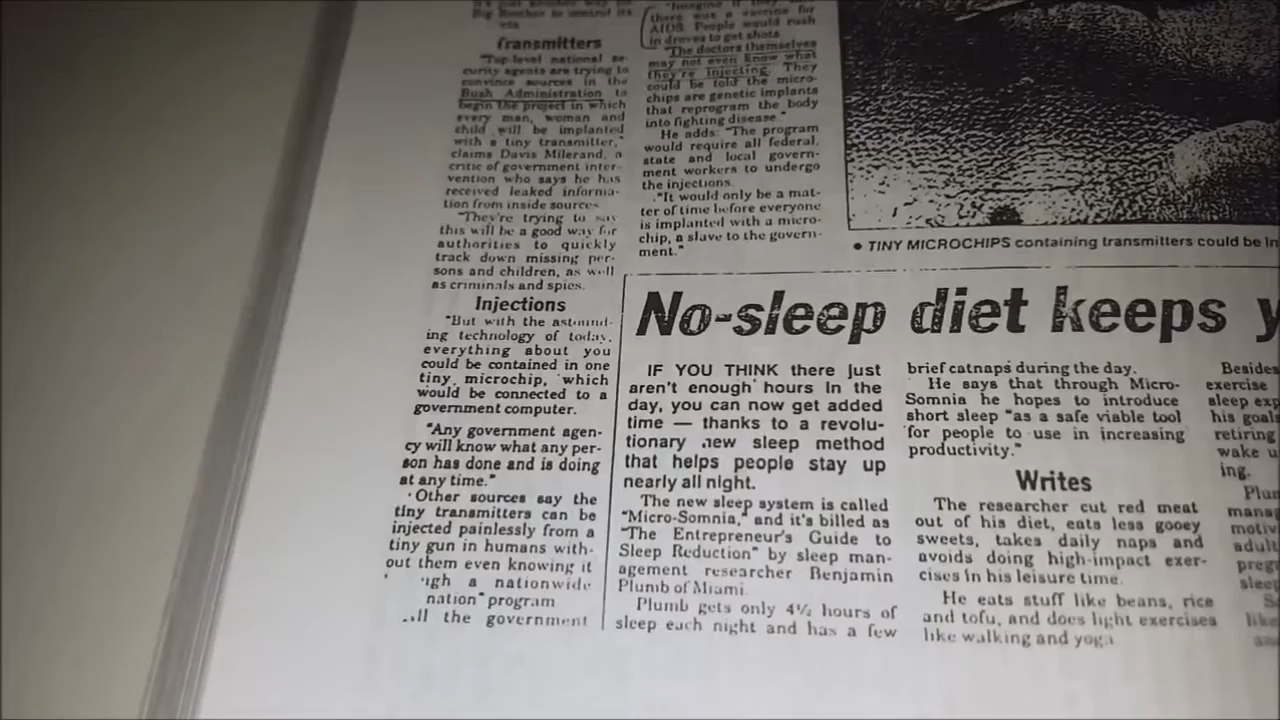 Big Brother to control its
Transmitters
"Top-level national se-
curity agents are trying to
convince sources in the
Bush Administration to
begin the project in which
every man, woman and
child will be implanted
with a tiny transmitter,"
claims Davis Milerand, a
critic of government inter-
vention who says he has
received leaked informa-
tion from inside sources.
"They're trying to say
this will be a good way for
authorities to quickly
track down missing per-
sons and children, as well
as criminals and spies.
Injections
"But with the astound-
ing technology of today,
everything about you
could be contained in one
tiny microchip, which
would be connected to a
government computer.
"Any government agen-
cy will know what any per-
son has done and is doing
at any time."
Other sources say the
tiny transmitters can be
injected painlessly from a
tiny gun in humans with-
out them even knowing it
ugh a nationwide
nation" program
ll the government
"Imagine if
there was a vaccine for
AIDS. People would rush
in droves to get shots
"The doctors themselves
may not even know what
they're injecting. They
could be told the micro-
chips are genetic implants
that reprogram the body
into fighting disease."
He adds: "The program
would require all federal,
state and local govern-
ment workers to undergo
the injections.
"It would only be a mat-
ter of time before everyone
is implanted with a micro-
chip, a slave to the govern-
ment."
• TINY MICROCHIPS containing transmitters could be
No-sleep diet keeps y
IF YOU THINK there just
aren't enough hours in the
day, you can now get added
time — thanks to a revolu-
tionary new sleep method
that helps people stay up
nearly all night.
The new sleep system is called
"Micro-Somnia," and it's billed as
"The Entrepreneur's Guide to
Sleep Reduction" by sleep man-
agement researcher Benjamin
Plumb of Miami.
Plumb gets only 4½ hours of
sleep each night and has a few
brief catnaps during the day.
He says that through Micro-
Somnia he hopes to introduce
short sleep "as a safe viable tool
for people to use in increasing
productivity."
Writes
The researcher cut red meat
out of his diet, eats less gooey
sweets, takes daily naps and
avoids doing high-impact exer-
cises in his leisure time.
He eats stuff like beans, rice
and tofu, and does light exercises
like walking and yoga.
Besides
exercise
sleep exp
his goal
retiring
wake u
ing.
Plum
mana
motiv
adult
preg
sleep
like